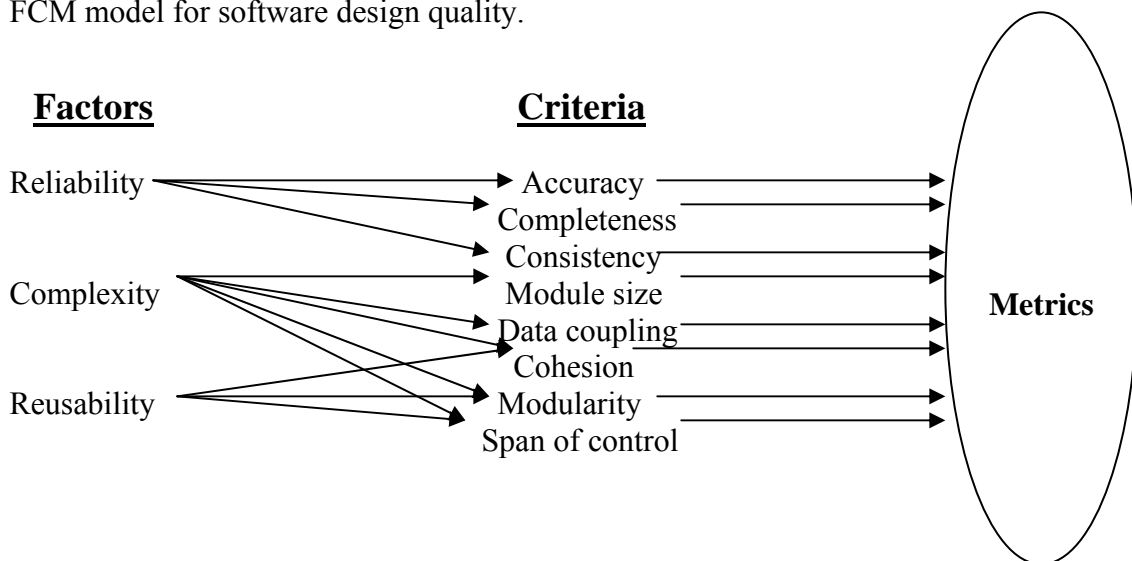 FCM model for software design quality.
Factors Criteria
Reliability Accuracy
Completeness
Consistency
Complexity Module size
Metrics
Data coupling
Cohesion
Reusability Modularity
Span of control